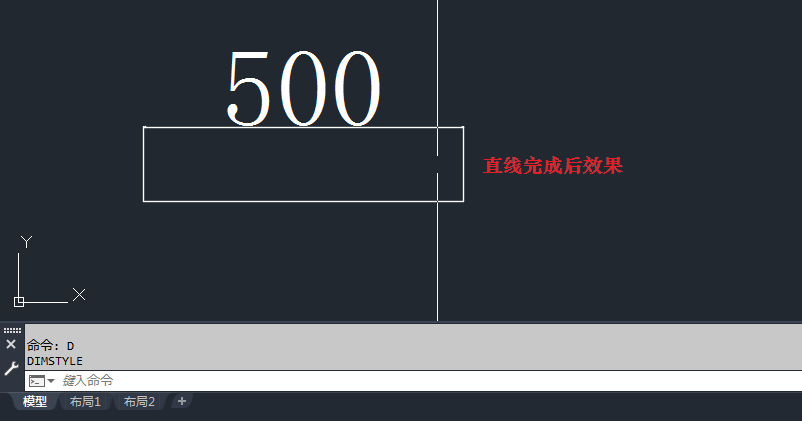 500
直线完成后效果
Y
X
命令: D
DIMSTYLE
键入命令
模型 布局1 布局2 +